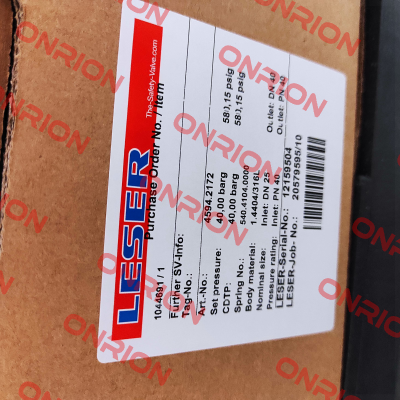 LESER
The-Safety-Valve.com
Purchase Order No. / Item
1044691 / 1
Further SV-Info:
Tag-No.:
Art.-No.: 4594.2172
Set pressure: 40,00 barg 580,15 psig
CDTP: 40,00 barg 580,15 psig
Spring No.: 540.4104.0000
Body material: 1.4404/316L
Nominal size: Inlet: DN 25 Outlet: DN 40
Pressure rating: Inlet: PN 40 Outlet: PN 40
LESER-Serial-No.: 12159504
LESER-Job- No.: 20579595/10
ONRION